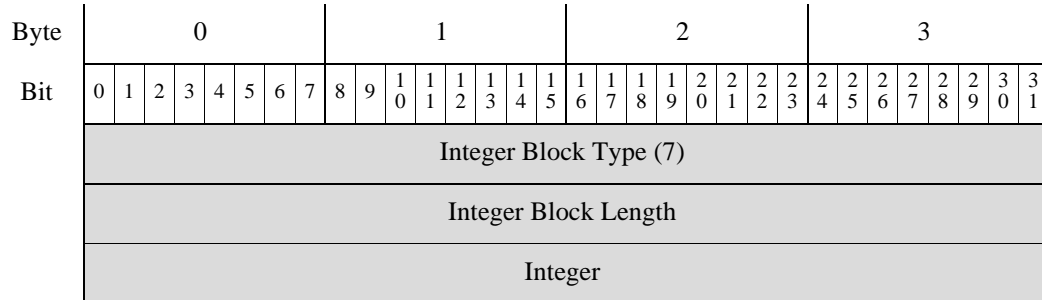 Byte 0 1 2 3
Bit 0 1 2 3 4 5 6 7 8 9 10 11 12 13 14 15 16 17 18 19 20 21 22 23 24 25 26 27 28 29 30 31
Integer Block Type (7)
Integer Block Length
Integer